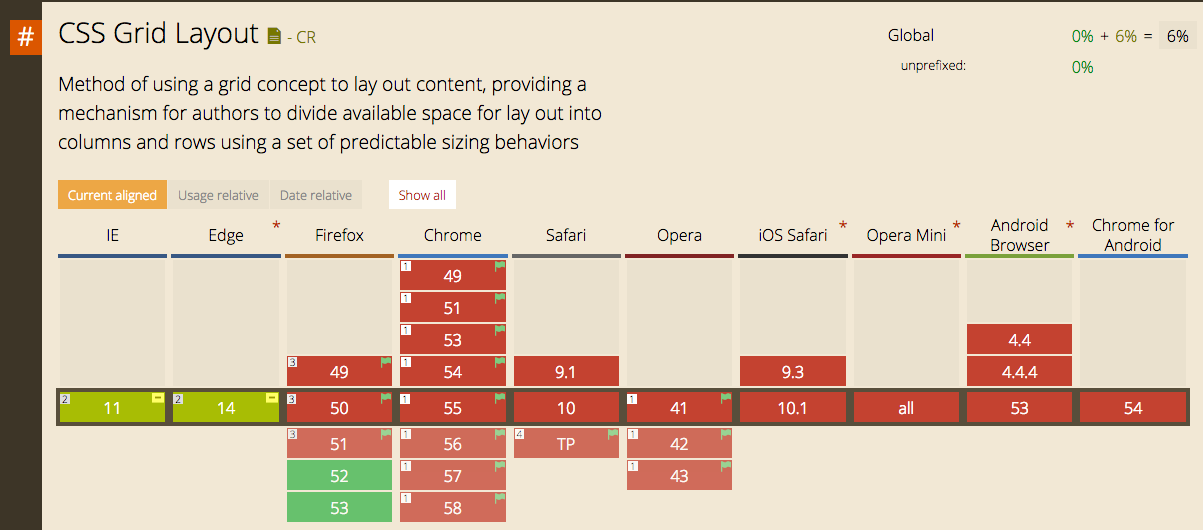 # CSS Grid Layout - CR
Global 0% + 6% = 6%
unprefixed: 0%
Method of using a grid concept to lay out content, providing a
mechanism for authors to divide available space for lay out into
columns and rows using a set of predictable sizing behaviors
Current aligned Usage relative Date relative Show all
IE Edge * Firefox Chrome Safari Opera iOS Safari * Opera Mini * Android Browser * Chrome for Android
1 49
1 51
1 53 4.4
3 49 1 54 9.1 9.3 4.4.4
2 11 - 2 14 - 3 50 1 55 10 1 41 10.1 all 53 54
3 51 1 56 4 TP 1 42
52 1 57 1 43
53 1 58